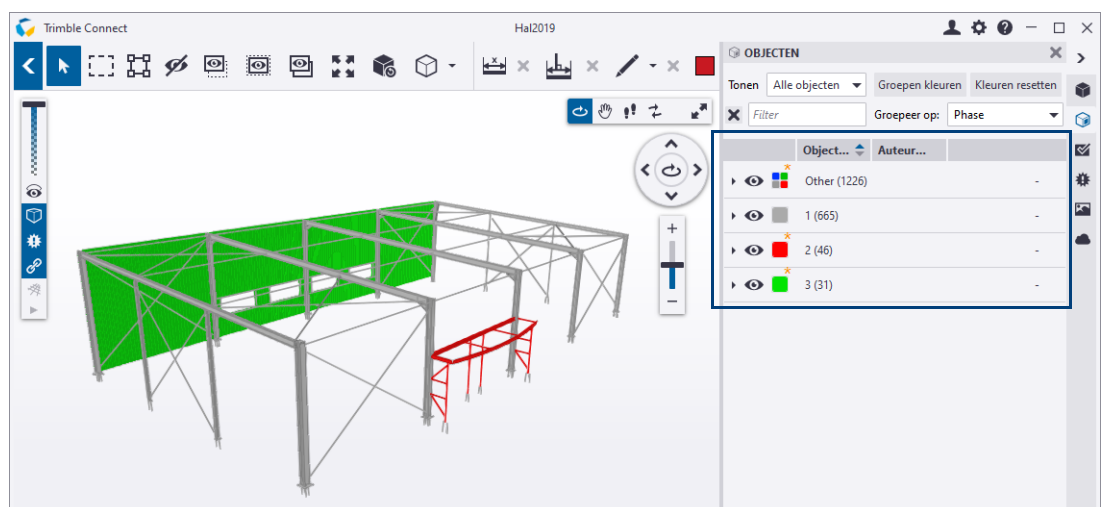 Trimble Connect
Hal2019
OBJECTEN
Tonen Alle objecten Groepen kleuren Kleuren resetten
Filter Groepeer op: Phase
Object... Auteur...
Other (1226) -
1 (665) -
2 (46) -
3 (31) -